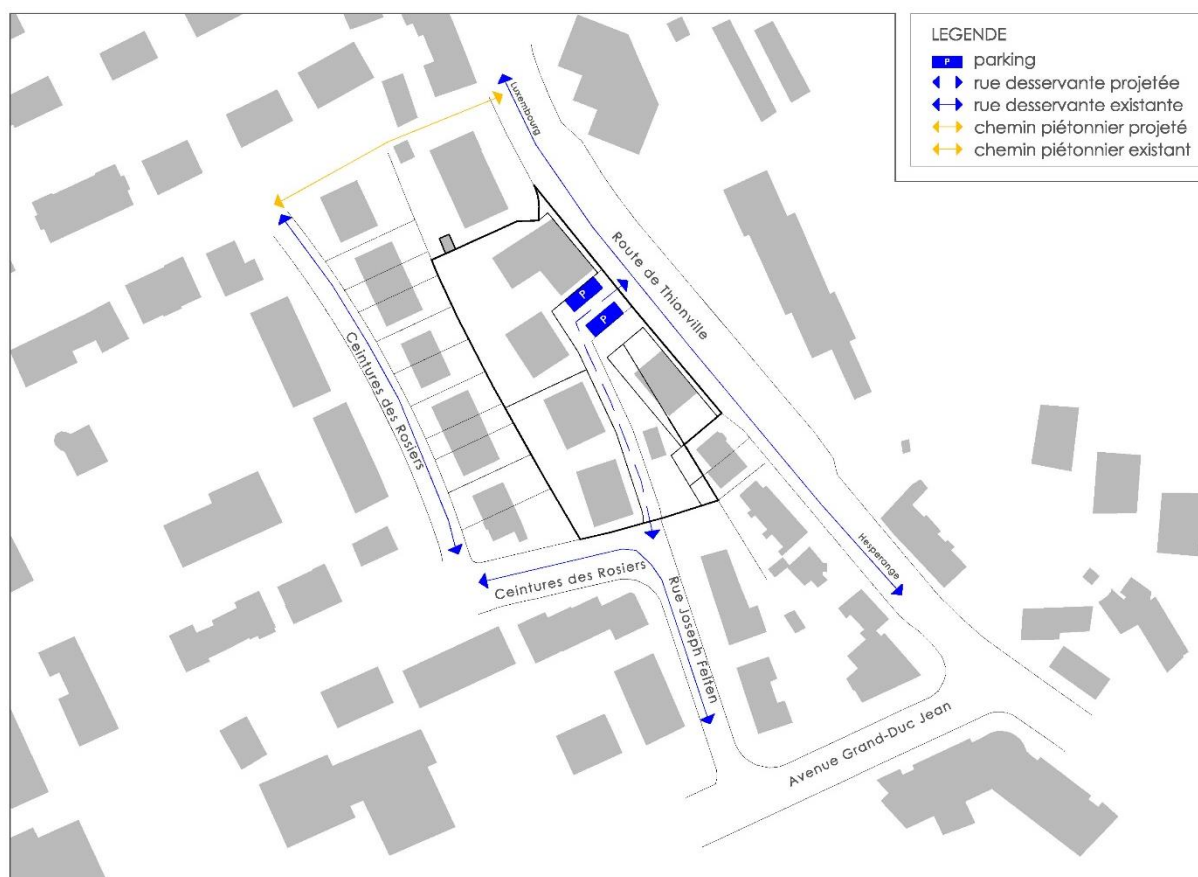 LEGENDE
P parking
rue desservante projetée
rue desservante existante
chemin piétonnier projeté
chemin piétonnier existant
Luxembourg
Route de Thionville
P
P
Ceintures des Rosiers
Hesperange
Ceintures des Rosiers
Rue Joseph Felten
Avenue Grand-Duc Jean